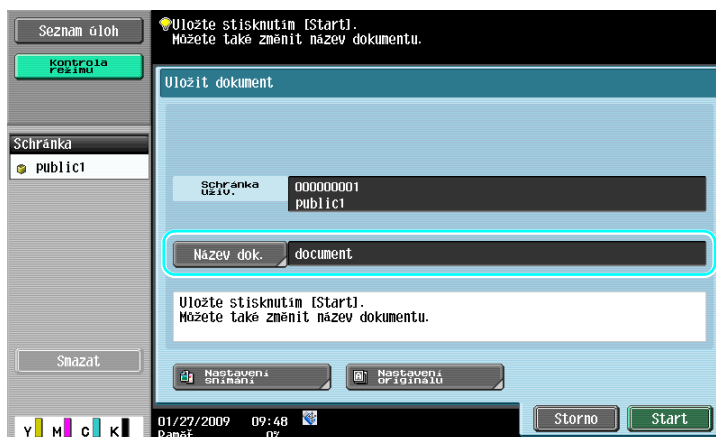 Seznam úloh
Kontrola
režimu
Schránka
public1
Smazat
Y M C K
Uložte stisknutím [Start].
Můžete také změnit název dokumentu.
Uložit dokument
Schránka
uživ.
000000001
public1
Název dok.
document
Uložte stisknutím [Start].
Můžete také změnit název dokumentu.
Nastavení
snímání
Nastavení
originálu
01/27/2009 09:48
Paměť 0%
Storno
Start